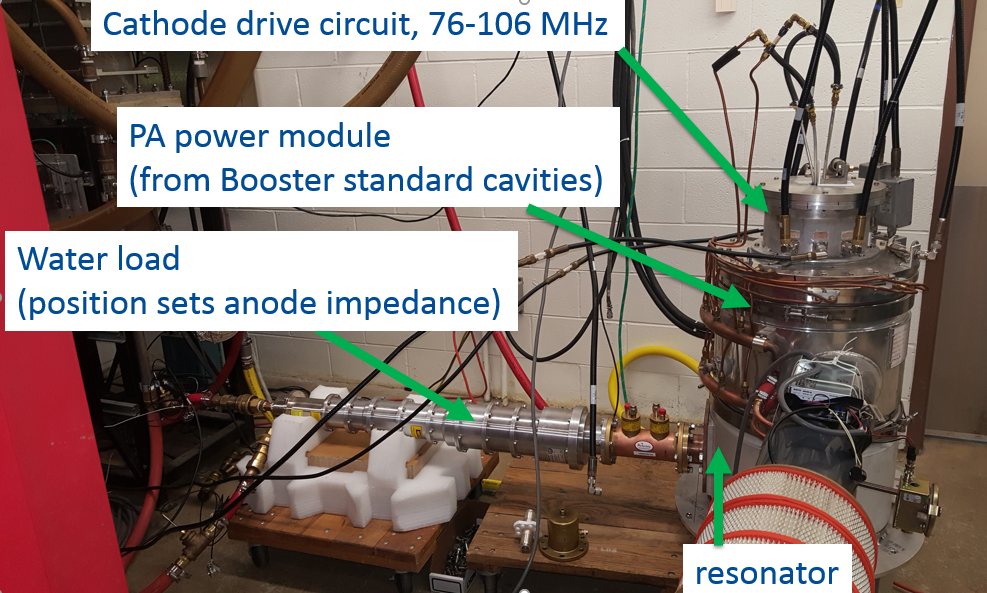 Cathode drive circuit, 76-106 MHz
PA power module
(from Booster standard cavities)
Water load
(position sets anode impedance)
resonator